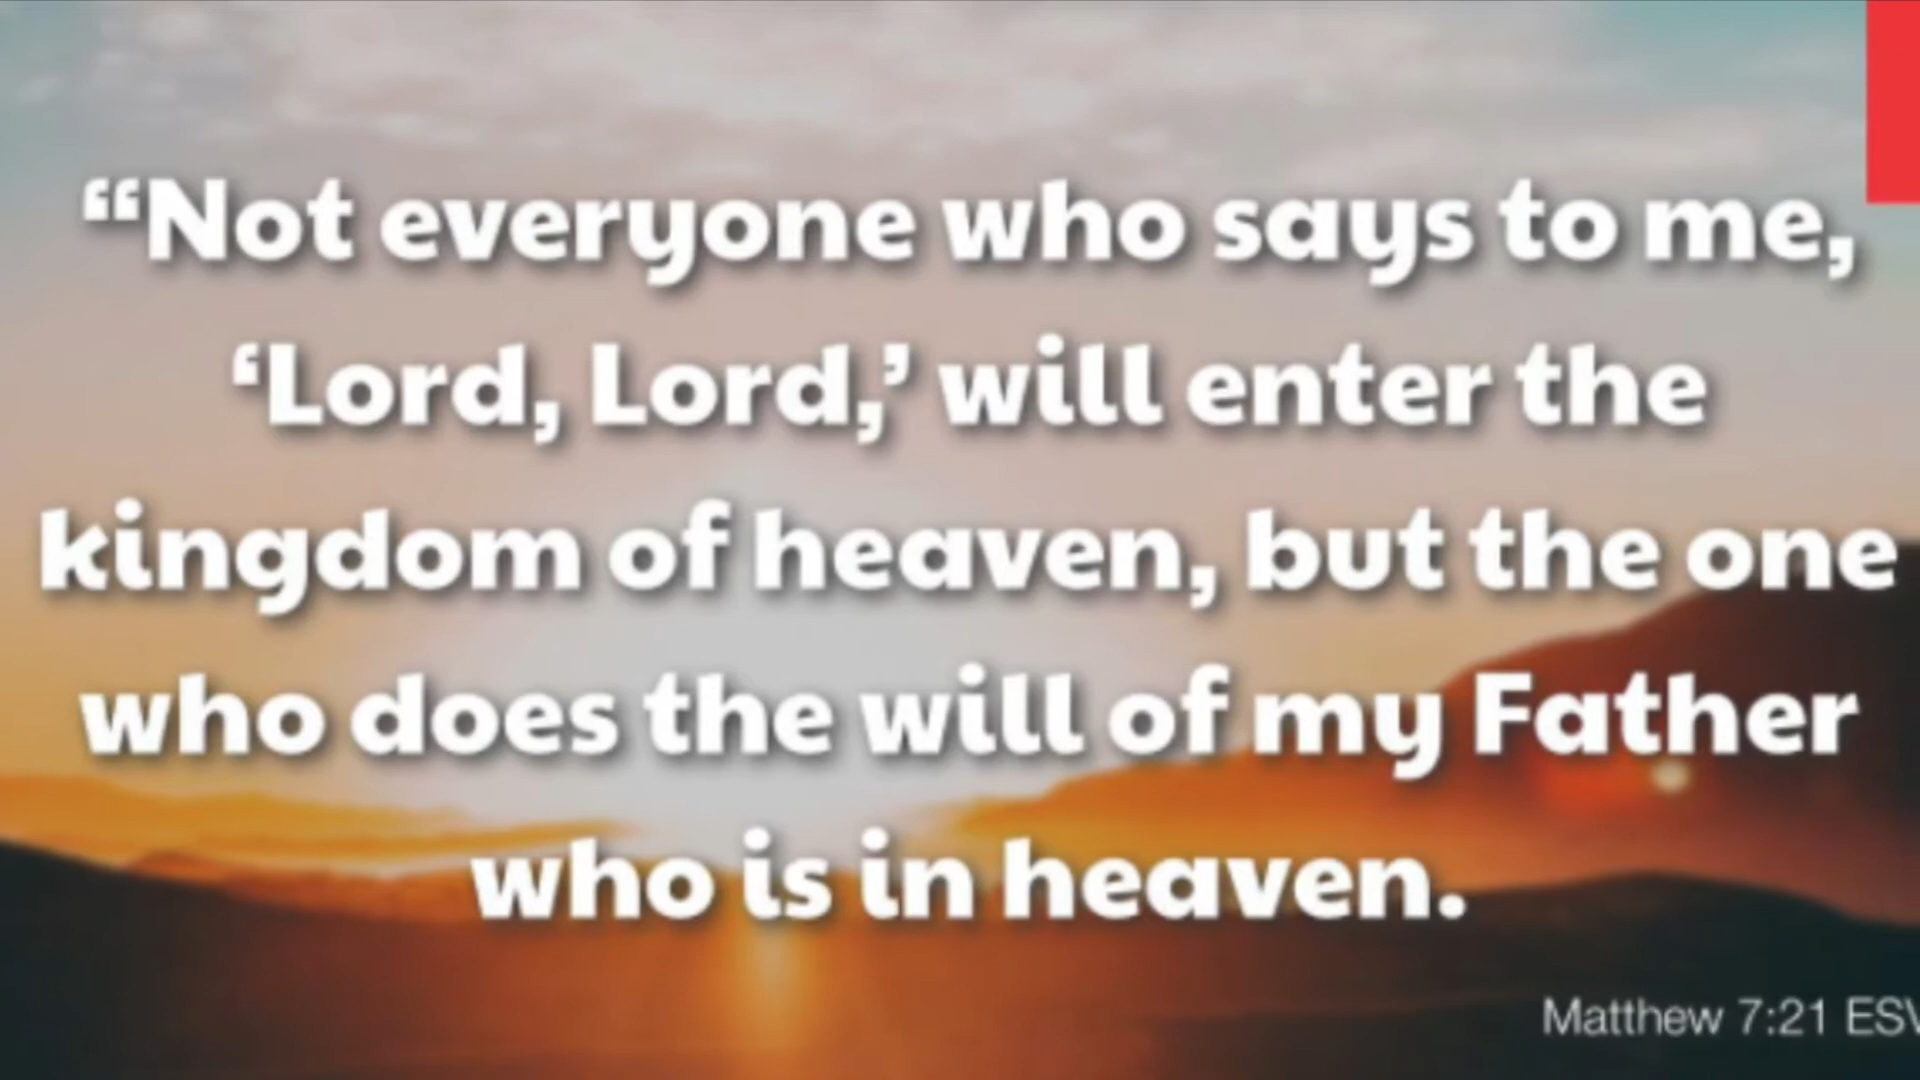 “Not everyone who says to me,
‘Lord, Lord,’ will enter the
kingdom of heaven, but the one
who does the will of my Father
who is in heaven.
Matthew 7:21 ESV